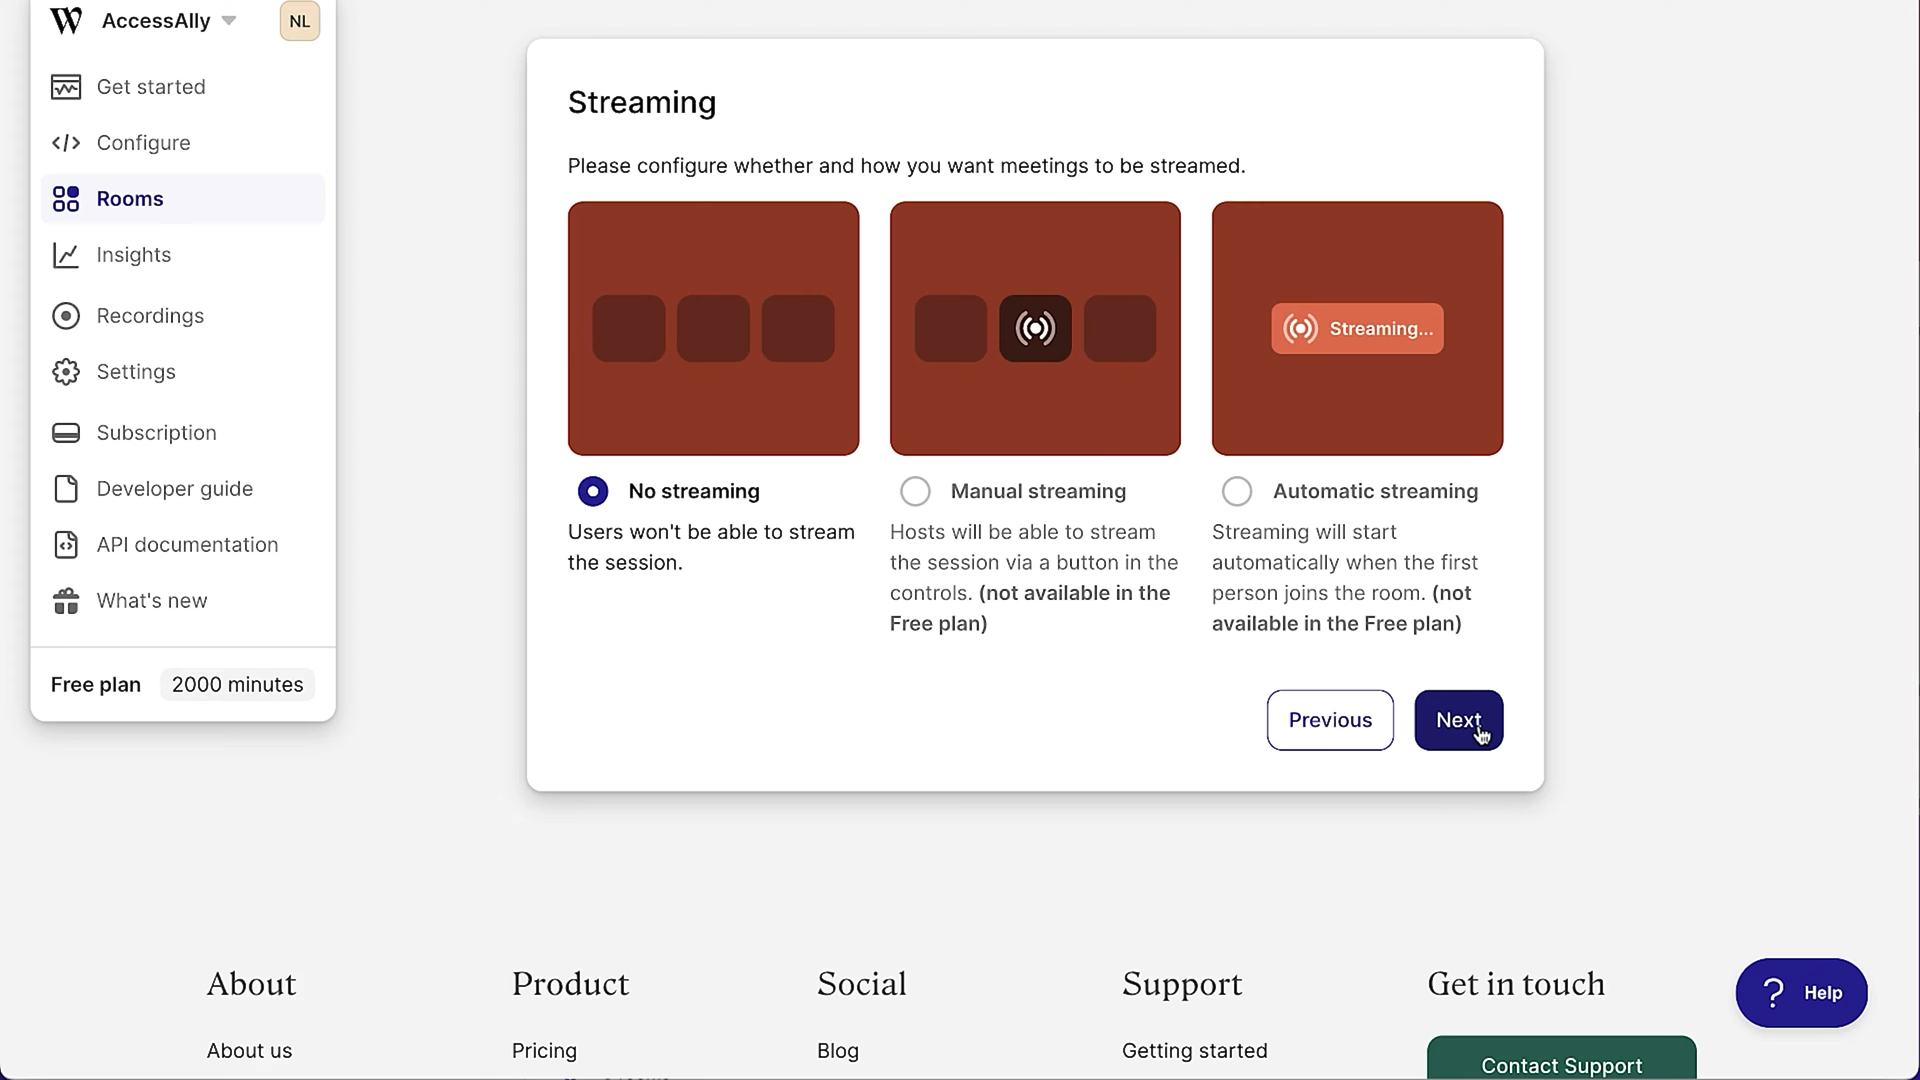 AccessAlly
NL
Get started
Configure
Rooms
Insights
Recordings
Settings
Subscription
Developer guide
API documentation
What's new
Free plan 2000 minutes
Streaming
Please configure whether and how you want meetings to be streamed.
Streaming...
No streaming
Users won't be able to stream
the session.
Manual streaming
Hosts will be able to stream
the session via a button in the
controls. (not available in the
Free plan)
Automatic streaming
Streaming will start
automatically when the first
person joins the room. (not
available in the Free plan)
Previous
Next
About
About us
Product
Pricing
Social
Blog
Support
Getting started
Get in touch
Contact Support
? Help